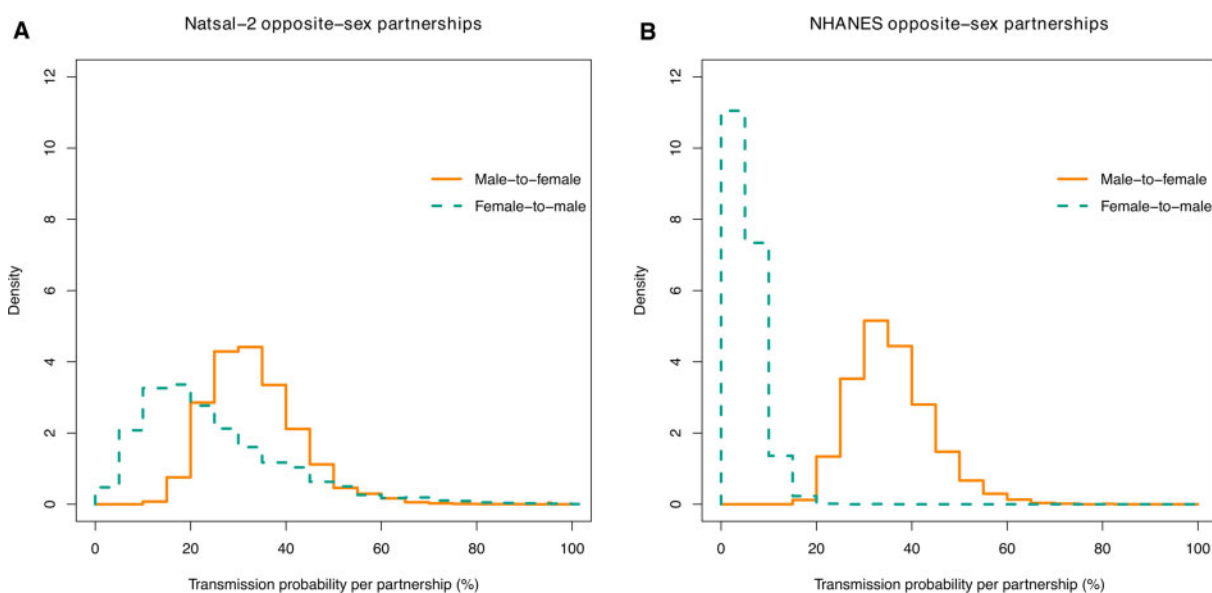 A
Natsal−2 opposite−sex partnerships
12
10
8
6
4
2
0
Density
Male−to−female
Female−to−male
0 20 40 60 80 100
Transmission probability per partnership (%)
B
NHANES opposite−sex partnerships
12
10
8
6
4
2
0
Density
Male−to−female
Female−to−male
0 20 40 60 80 100
Transmission probability per partnership (%)